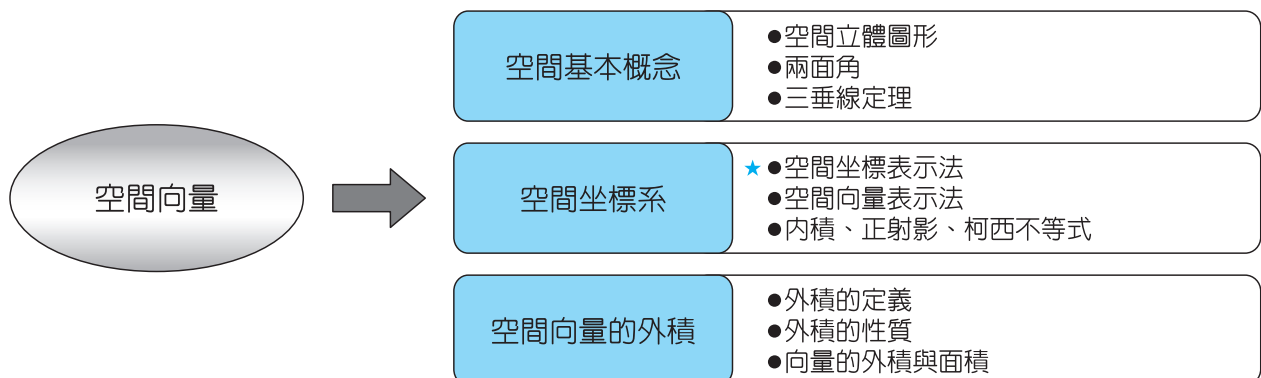 空間向量
空間基本概念
●空間立體圖形
●兩面角
●三垂線定理
空間坐標系
★●空間坐標表示法
●空間向量表示法
●內積、正射影、柯西不等式
空間向量的外積
●外積的定義
●外積的性質
●向量的外積與面積